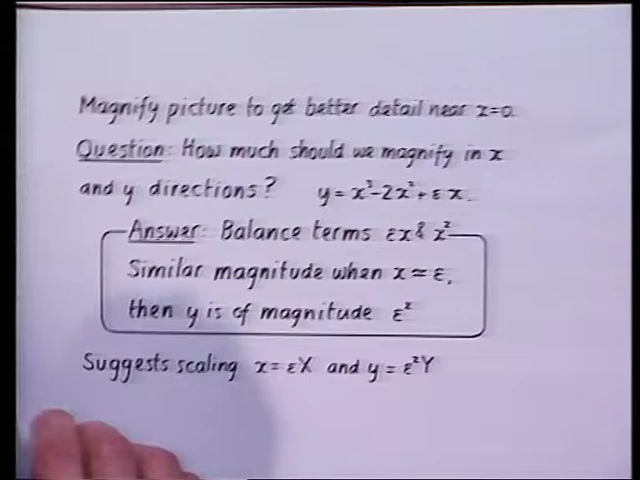 Magnify picture to get better detail near x=0.
Question: How much should we magnify in x
and y directions? y = x³-2x²+εx.
Answer: Balance terms εx & x²
Similar magnitude when x ≃ ε,
then y is of magnitude ε²
Suggests scaling x = εX and y = ε²Y